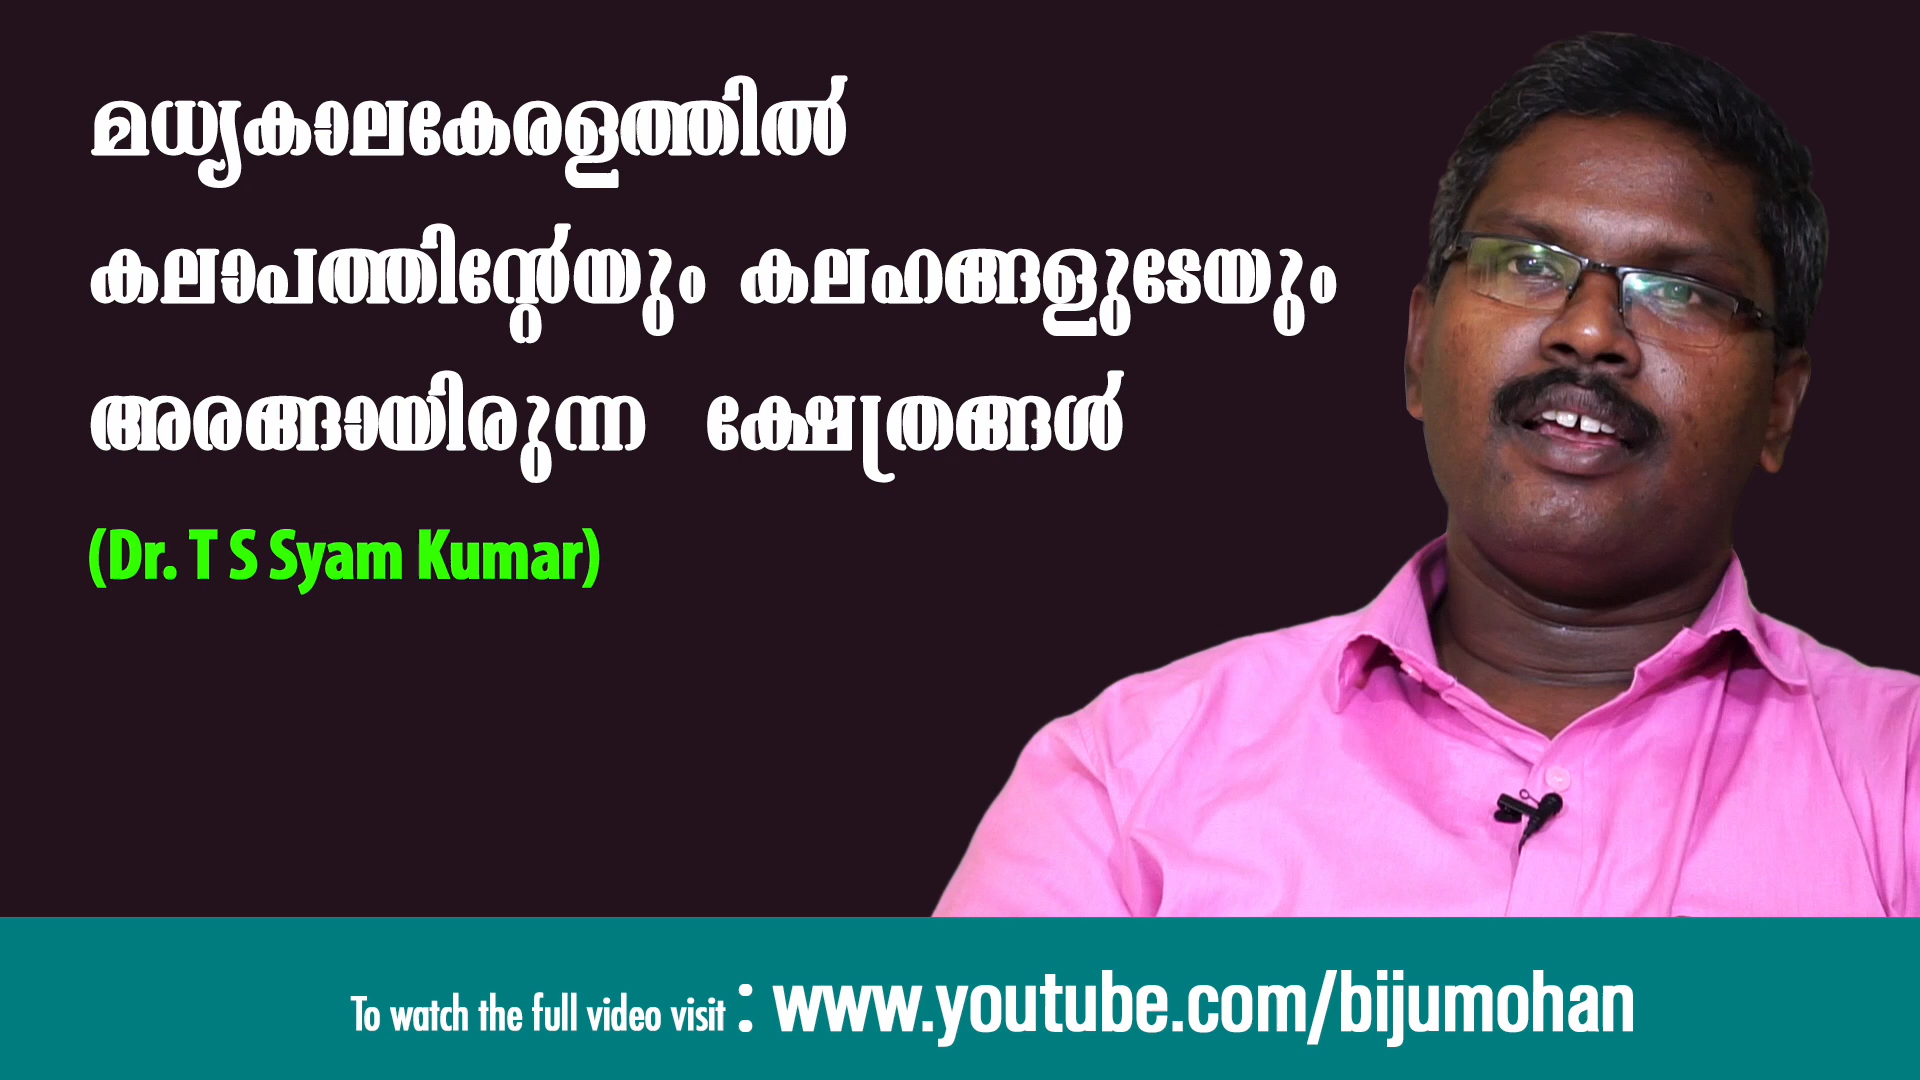 മധ്യകാലകേരളത്തിൽ
കലാപത്തിന്റേയും കലഹങ്ങളുടേയും
അരങ്ങായിരുന്ന ക്ഷേത്രങ്ങൾ
(Dr. T S Syam Kumar)
To watch the full video visit : www.youtube.com/bijumohan